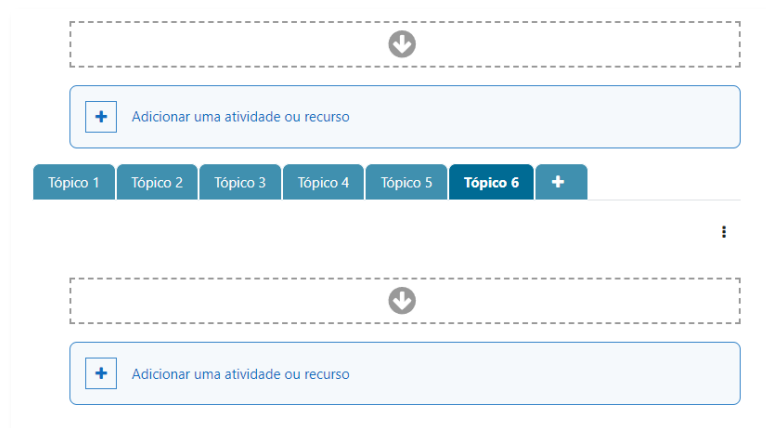 Adicionar uma atividade ou recurso
Tópico 1 Tópico 2 Tópico 3 Tópico 4 Tópico 5 Tópico 6
Adicionar uma atividade ou recurso